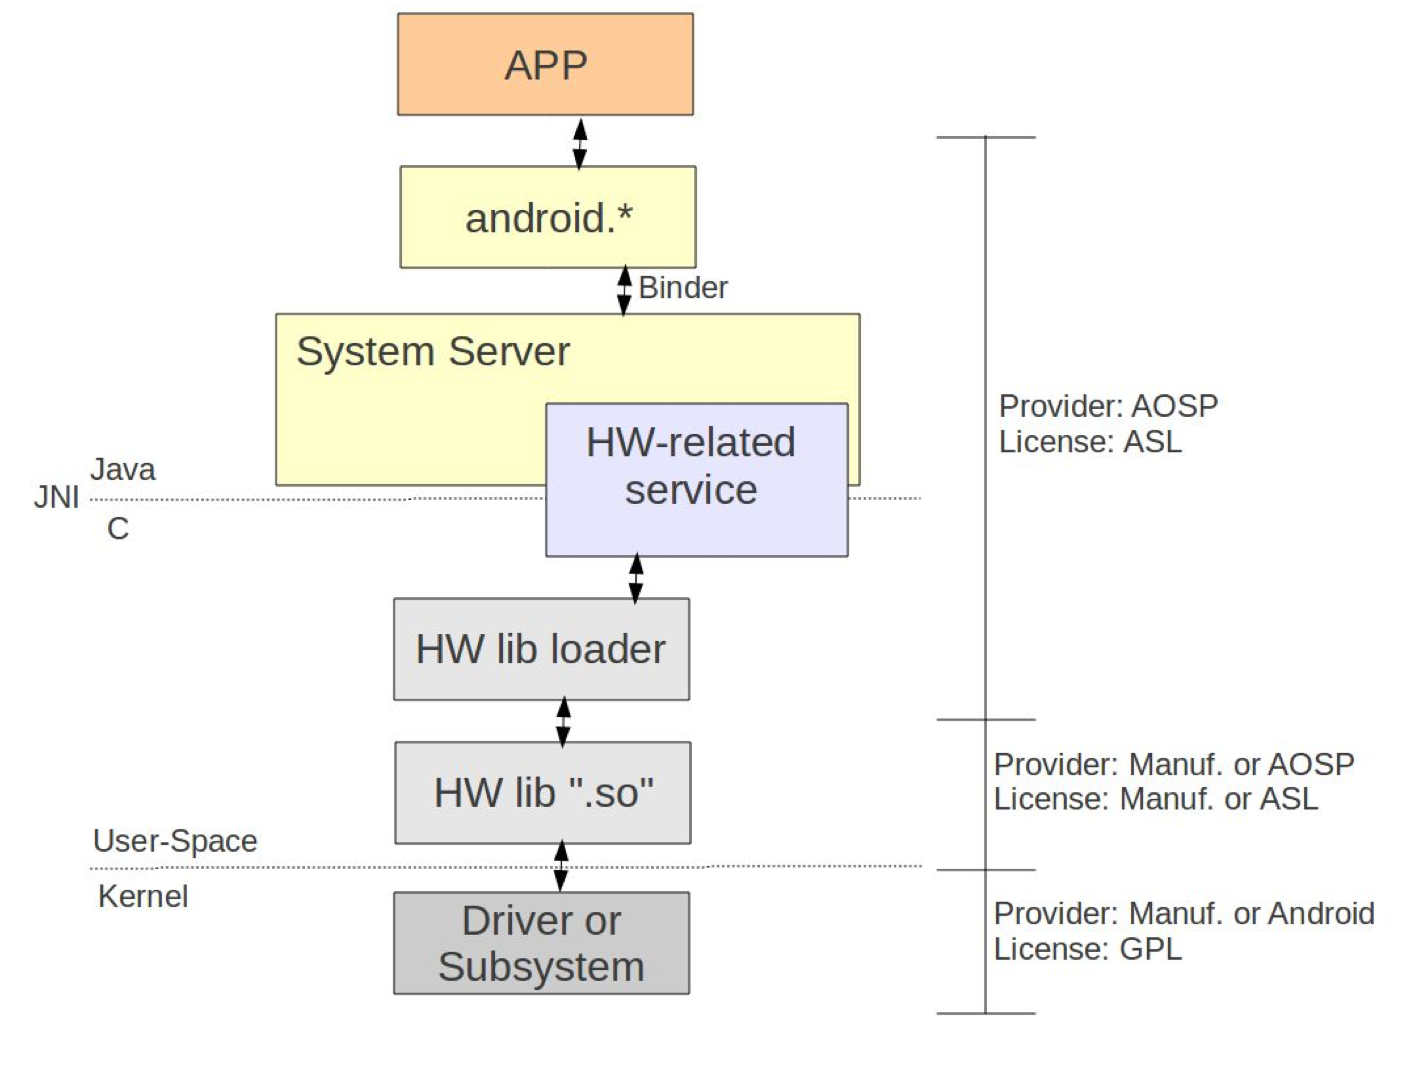 APP
android.*
Binder
System Server
HW-related
service
Provider: AOSP
License: ASL
Java
JNI
C
HW lib loader
HW lib ".so"
Provider: Manuf. or AOSP
License: Manuf. or ASL
User-Space
Kernel
Driver or
Subsystem
Provider: Manuf. or Android
License: GPL